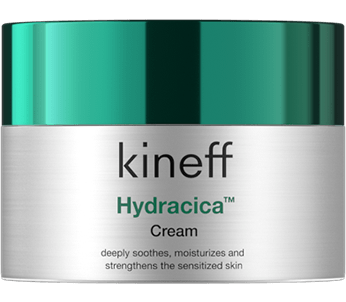 kineff
Hydracica™
Cream
deeply soothes, moisturizes and
strengthens the sensitized skin